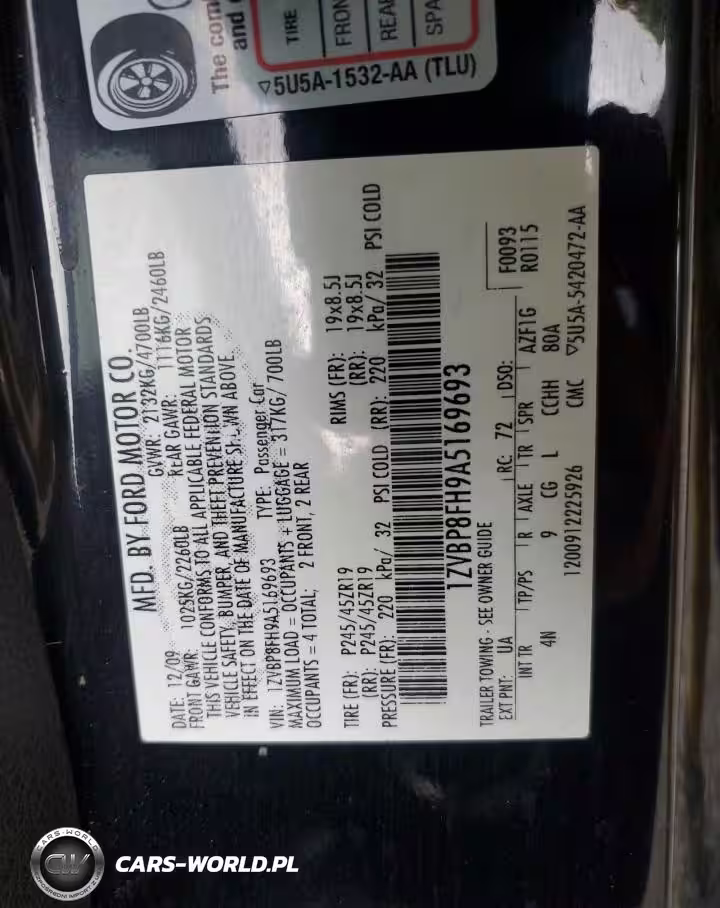 The com
and
TIRE
FRON
REAR
SPA
▽5U5A-1532-AA (TLU)
MFD. BY FORD MOTOR CO.
DATE: 12/09 GVWR: 2132KG/4700LB
FRONT GAWR: 1025KG/2260LB REAR GAWR: 1116KG/2460LB
THIS VEHICLE CONFORMS TO ALL APPLICABLE FEDERAL MOTOR
VEHICLE SAFETY, BUMPER, AND THEFT PREVENTION STANDARDS
IN EFFECT ON THE DATE OF MANUFACTURE SHOWN ABOVE.
VIN: 1ZVBP8FH9A5169693 TYPE: Passenger Car
MAXIMUM LOAD = OCCUPANTS + LUGGAGE = 317KG/ 700LB
OCCUPANTS = 4 TOTAL; 2 FRONT, 2 REAR
TIRE (FR): P245/45ZR19 RIMS (FR): 19x8.5J
(RR): P245/45ZR19 (RR): 19x8.5J
PRESSURE (FR): 220 kPa/ 32 PSI COLD (RR): 220 kPa/ 32 PSI COLD
1ZVBP8FH9A5169693
TRAILER TOWING - SEE OWNER GUIDE
EXT PNT: UA RC: 72 DSO: F0093
R0115
INT TR TP/PS R AXLE TR SPR AZF1G
4N 9 CG L CCHH 80A
1200912225926 CMC ▽5U5A-5420472-AA
CARS-WORLD
CW
CARS-WORLD.PL